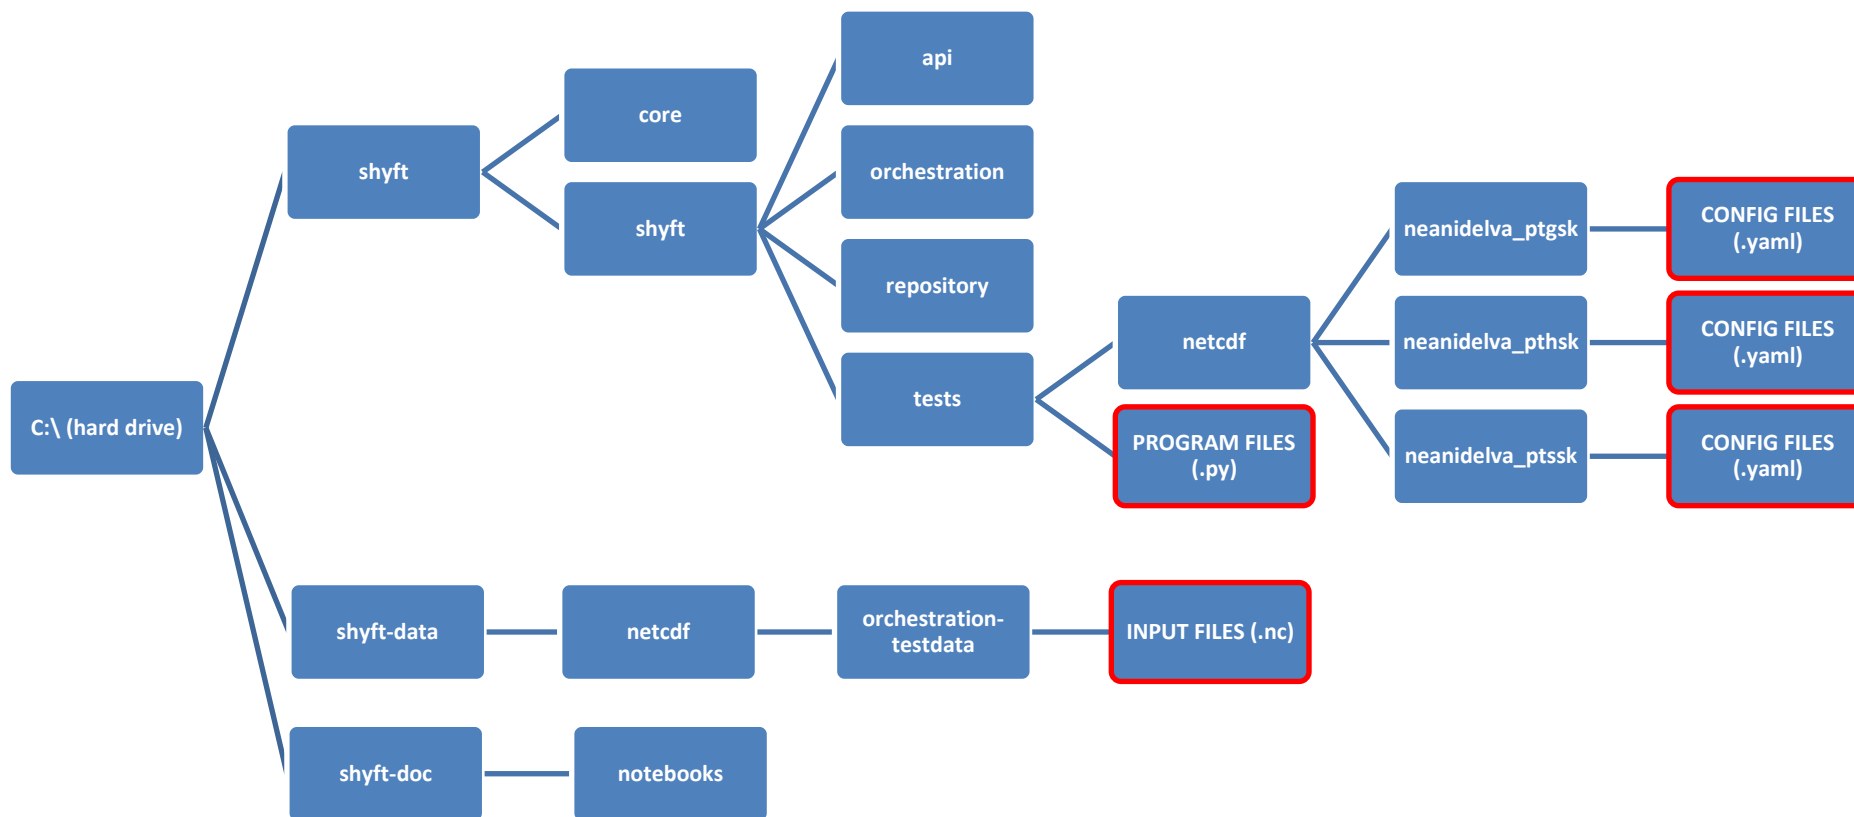 C:\ (hard drive)
shyft
core
shyft
api
orchestration
repository
tests
netcdf
PROGRAM FILES
(.py)
neanidelva_ptgsk
CONFIG FILES
(.yaml)
neanidelva_pthsk
CONFIG FILES
(.yaml)
neanidelva_ptssk
CONFIG FILES
(.yaml)
shyft-data
netcdf
orchestration-
testdata
INPUT FILES (.nc)
shyft-doc
notebooks